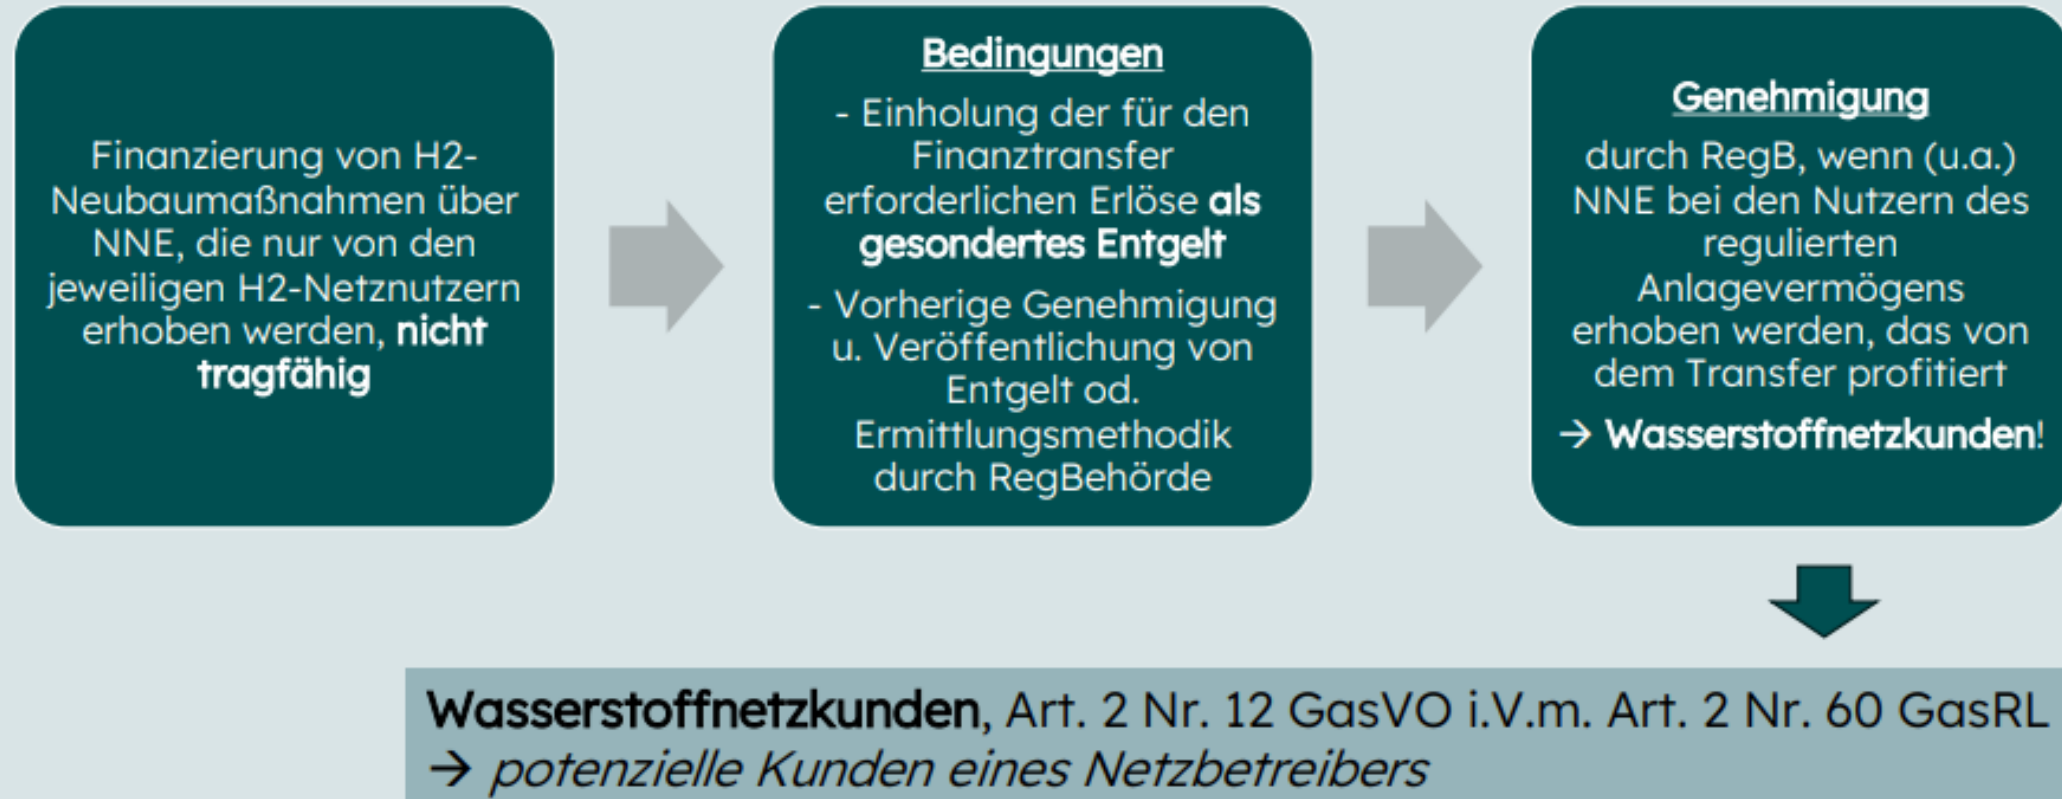 Finanzierung von H2-
Neubaumaßnahmen über
NNE, die nur von den
jeweiligen H2-Netznutzern
erhoben werden, nicht
tragfähig
Bedingungen
- Einholung der für den
Finanztransfer
erforderlichen Erlöse als
gesondertes Entgelt
- Vorherige Genehmigung
u. Veröffentlichung von
Entgelt od.
Ermittlungsmethodik
durch RegBehörde
Genehmigung
durch RegB, wenn (u.a.)
NNE bei den Nutzern des
regulierten
Anlagevermögens
erhoben werden, das von
dem Transfer profitiert
→ Wasserstoffnetzkunden!
Wasserstoffnetzkunden, Art. 2 Nr. 12 GasVO i.V.m. Art. 2 Nr. 60 GasRL
→ potenzielle Kunden eines Netzbetreibers